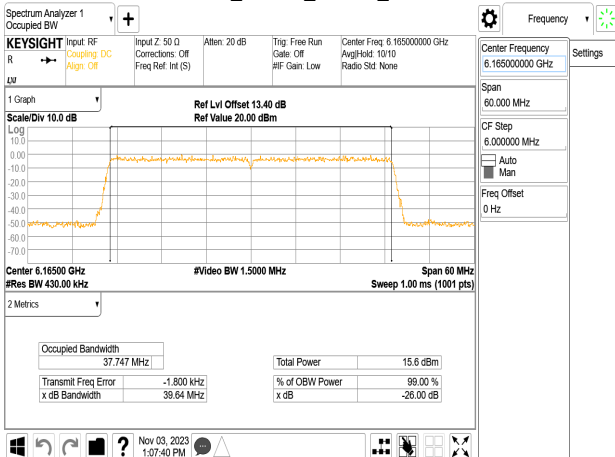 Spectrum Analyzer 1
Occupied BW
Frequency
KEYSIGHT
R
Input: RF
Coupling: DC
Align: Off
Input Z: 50 Ω
Corrections: Off
Freq Ref: Int (S)
Atten: 20 dB
Trig: Free Run
Gate: Off
#IF Gain: Low
Center Freq: 6.165000000 GHz
Avg|Hold: 10/10
Radio Std: None
Center Frequency
6.165000000 GHz
Settings
Span
60.000 MHz
CF Step
6.000000 MHz
Auto
Man
Freq Offset
0 Hz
1 Graph
Scale/Div 10.0 dB
Ref Lvl Offset 13.40 dB
Ref Value 20.00 dBm
Log
10.0
0.00
-10.0
-20.0
-30.0
-40.0
-50.0
-60.0
-70.0
Center 6.16500 GHz
#Video BW 1.5000 MHz
Span 60 MHz
#Res BW 430.00 kHz
Sweep 1.00 ms (1001 pts)
2 Metrics
Occupied Bandwidth
37.747 MHz
Total Power 15.6 dBm
Transmit Freq Error -1.800 kHz
% of OBW Power 99.00 %
x dB Bandwidth 39.64 MHz
x dB -26.00 dB
?
Nov 03, 2023
1:07:40 PM